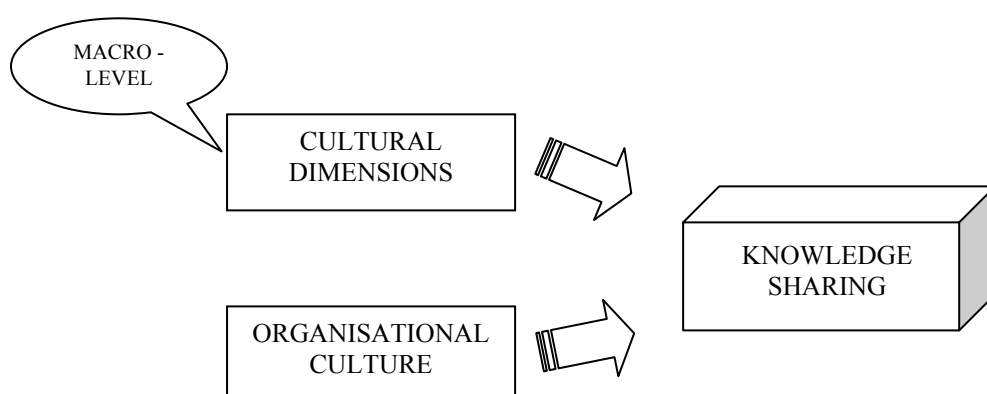 MACRO -
LEVEL
CULTURAL
DIMENSIONS
KNOWLEDGE
SHARING
ORGANISATIONAL
CULTURE